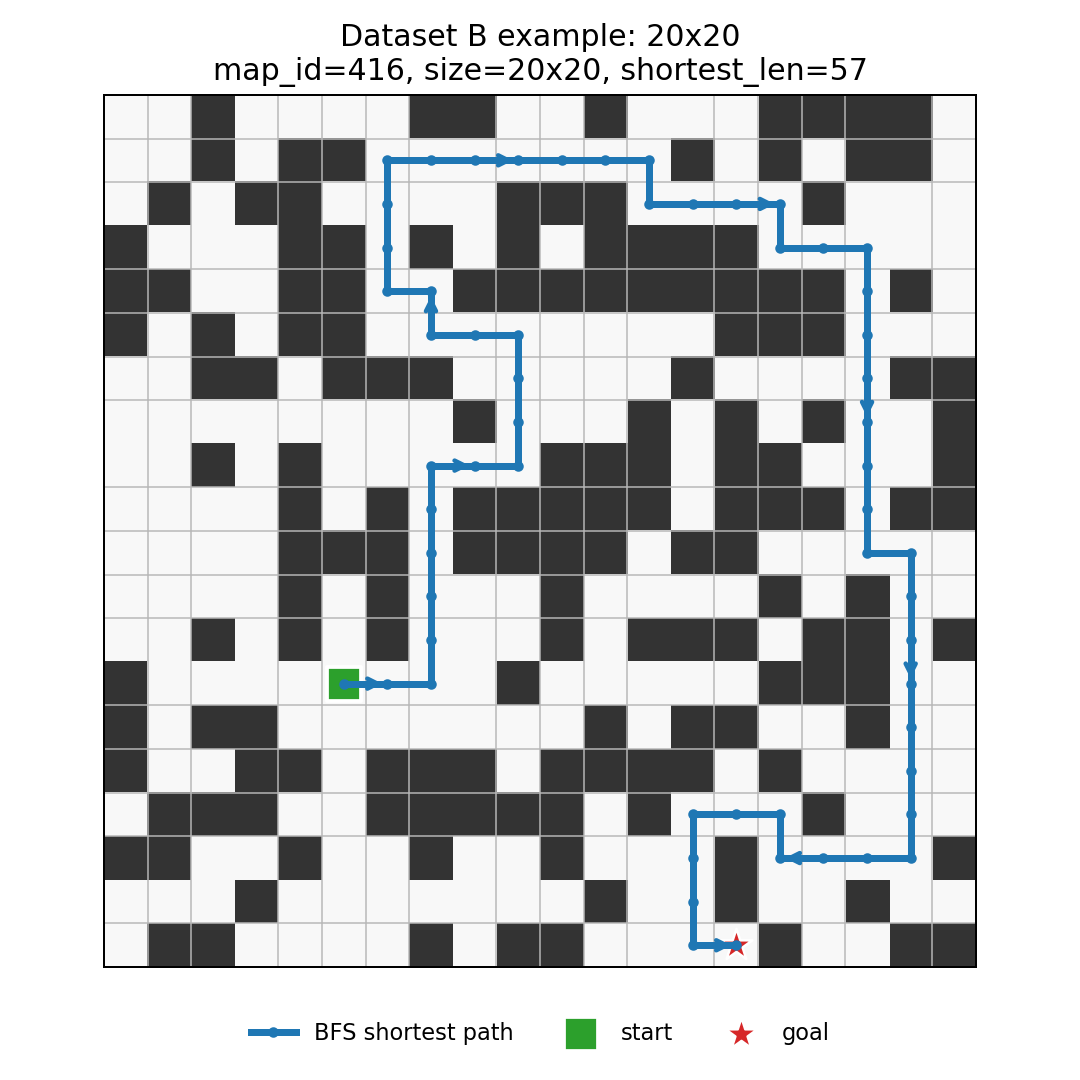 Dataset B example: 20x20
map_id=416, size=20x20, shortest_len=57
BFS shortest path
start
goal